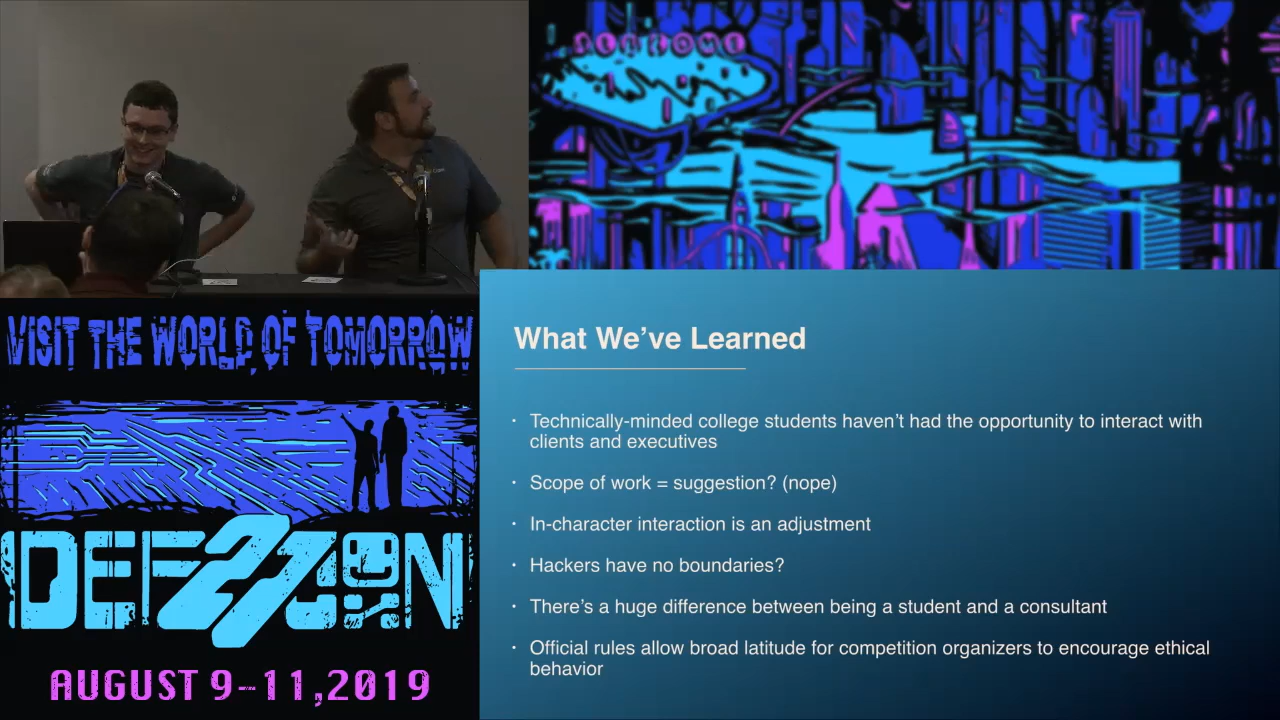 WELCOME
VISIT THE WORLD OF TOMORROW
DEF CON
27
AUGUST 9-11,2019
What We've Learned
· Technically-minded college students haven't had the opportunity to interact with
clients and executives
· Scope of work = suggestion? (nope)
· In-character interaction is an adjustment
· Hackers have no boundaries?
· There's a huge difference between being a student and a consultant
· Official rules allow broad latitude for competition organizers to encourage ethical
behavior